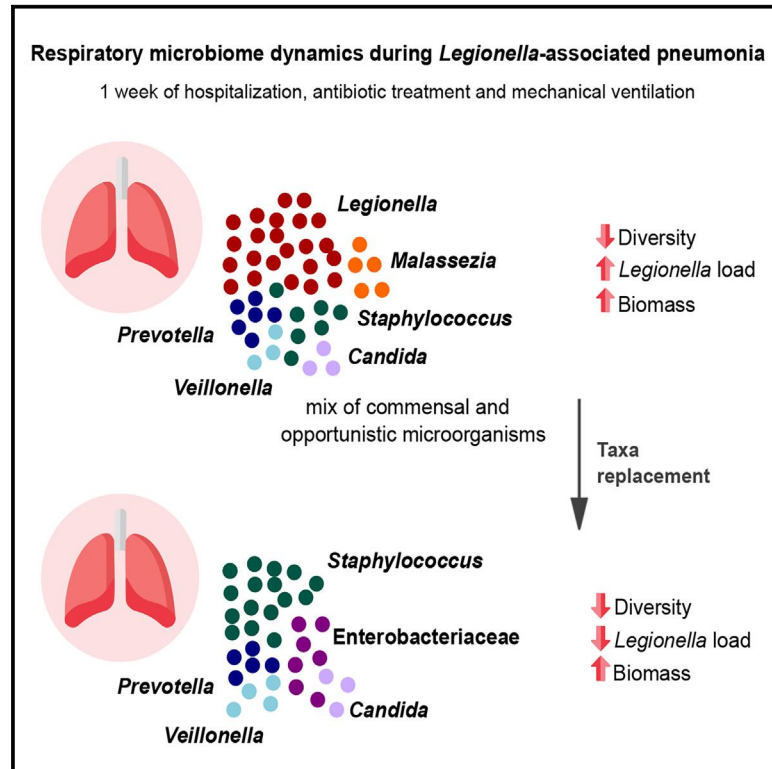 Respiratory microbiome dynamics during Legionella-associated pneumonia
1 week of hospitalization, antibiotic treatment and mechanical ventilation
Legionella
Malassezia
Staphylococcus
Prevotella
Candida
Veillonella
mix of commensal and
opportunistic microorganisms
Diversity
Legionella load
Biomass
Taxa
replacement
Staphylococcus
Enterobacteriaceae
Prevotella
Candida
Veillonella
Diversity
Legionella load
Biomass